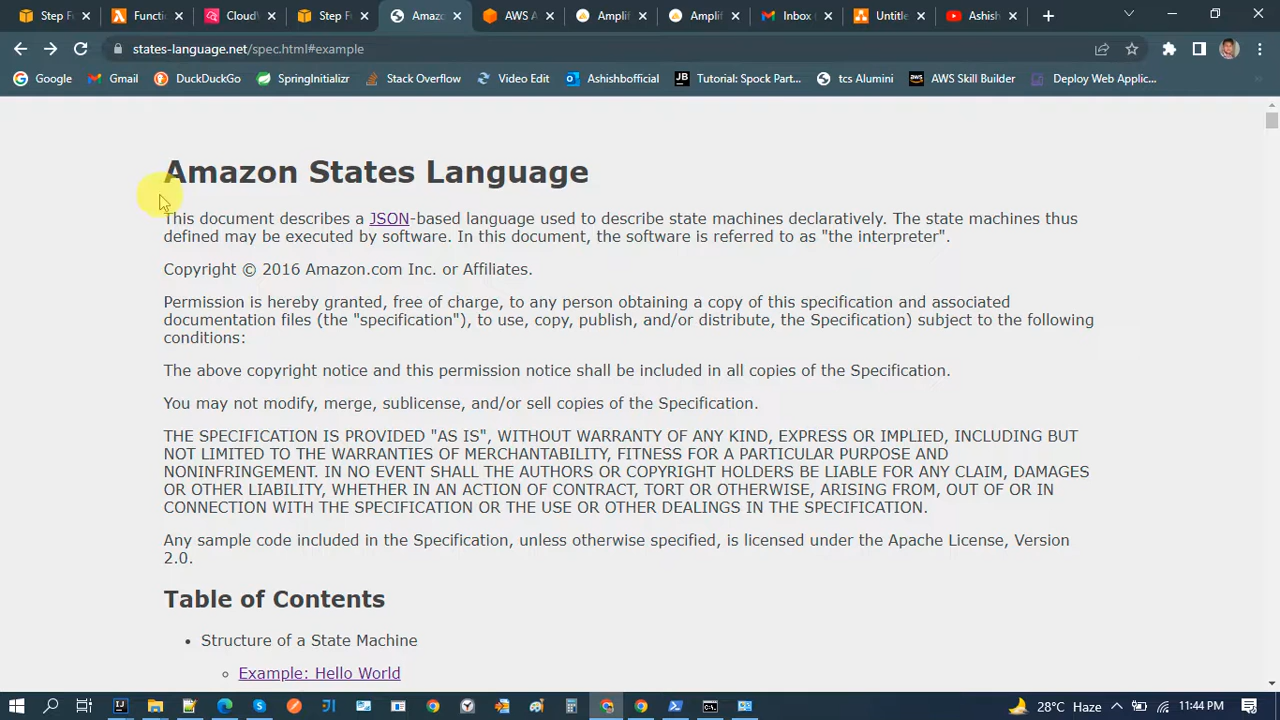 Step Fu
Functi
CloudW
Step Fu
Amazo
AWS A
Amplif
Amplif
Inbox
Untitle
Ashish
states-language.net/spec.html#example
Google
Gmail
DuckDuckGo
SpringInitializr
Stack Overflow
Video Edit
Ashishbofficial
Tutorial: Spock Part...
tcs Alumini
AWS Skill Builder
Deploy Web Applic...
Amazon States Language
This document describes a JSON-based language used to describe state machines declaratively. The state machines thus
defined may be executed by software. In this document, the software is referred to as "the interpreter".
Copyright © 2016 Amazon.com Inc. or Affiliates.
Permission is hereby granted, free of charge, to any person obtaining a copy of this specification and associated
documentation files (the "specification"), to use, copy, publish, and/or distribute, the Specification) subject to the following
conditions:
The above copyright notice and this permission notice shall be included in all copies of the Specification.
You may not modify, merge, sublicense, and/or sell copies of the Specification.
THE SPECIFICATION IS PROVIDED "AS IS", WITHOUT WARRANTY OF ANY KIND, EXPRESS OR IMPLIED, INCLUDING BUT
NOT LIMITED TO THE WARRANTIES OF MERCHANTABILITY, FITNESS FOR A PARTICULAR PURPOSE AND
NONINFRINGEMENT. IN NO EVENT SHALL THE AUTHORS OR COPYRIGHT HOLDERS BE LIABLE FOR ANY CLAIM, DAMAGES
OR OTHER LIABILITY, WHETHER IN AN ACTION OF CONTRACT, TORT OR OTHERWISE, ARISING FROM, OUT OF OR IN
CONNECTION WITH THE SPECIFICATION OR THE USE OR OTHER DEALINGS IN THE SPECIFICATION.
Any sample code included in the Specification, unless otherwise specified, is licensed under the Apache License, Version
2.0.
Table of Contents
Structure of a State Machine
Example: Hello World
28°C Haze
11:44 PM